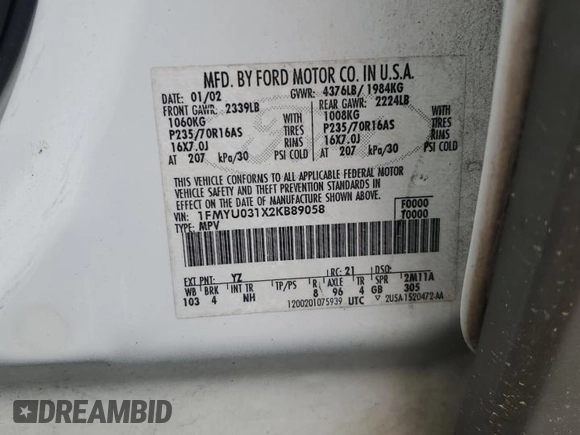 MFD. BY FORD MOTOR CO. IN U.S.A.
DATE: 01/02 GVWR: 4376LB/ 1984KG
FRONT GAWR: 2339LB REAR GAWR: 2224LB
1060KG WITH 1008KG WITH
P235/70R16AS TIRES P235/70R16AS TIRES
16X7.0J RIMS 16X7.0J RIMS
AT 207 kPa/30 PSI COLD AT 207 kPa/30 PSI COLD
THIS VEHICLE CONFORMS TO ALL APPLICABLE FEDERAL MOTOR
VEHICLE SAFETY AND THEFT PREVENTION STANDARDS IN
EFFECT ON THE DATE OF MANUFACTURE SHOWN ABOVE.
VIN: 1FMYU031X2KB89058 F0000
TYPE: MPV T0000
EXT PNT: YZ RC: 21 DSO:
WB BRK INT TR TP/PS R AXLE TR SPR 2M11A
103 4 NH 8 96 4 GB 305
1200201075939 UTC ▽ 2U5A-1520472-AA
DREAMBID